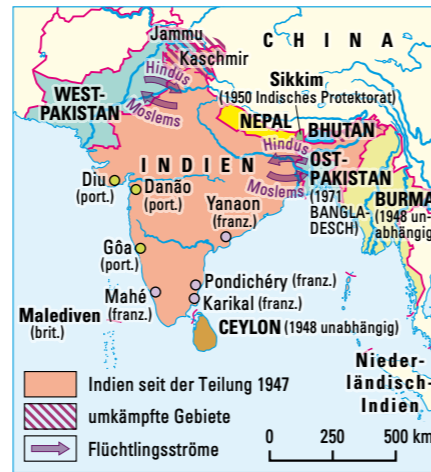 Jammu
Kaschmir
CHINA
Hindus
Moslems
WEST-
PAKISTAN
Sikkim
(1950 Indisches Protektorat)
NEPAL
BHUTAN
INDIEN
Hindus
Moslems
OST-
PAKISTAN
(1971
BANGLA-
DESCH)
BURMA
(1948 un-
abhängig)
Diu
(port.)
Danão
(port.)
Yanaon
(franz.)
Gôa
(port.)
Mahé
(franz.)
Pondichéry (franz.)
Karikal (franz.)
Malediven
(brit.)
CEYLON (1948 unabhängig)
Nieder-
ländisch-
Indien
Indien seit der Teilung 1947
umkämpfte Gebiete
Flüchtlingsströme
0 250 500 km